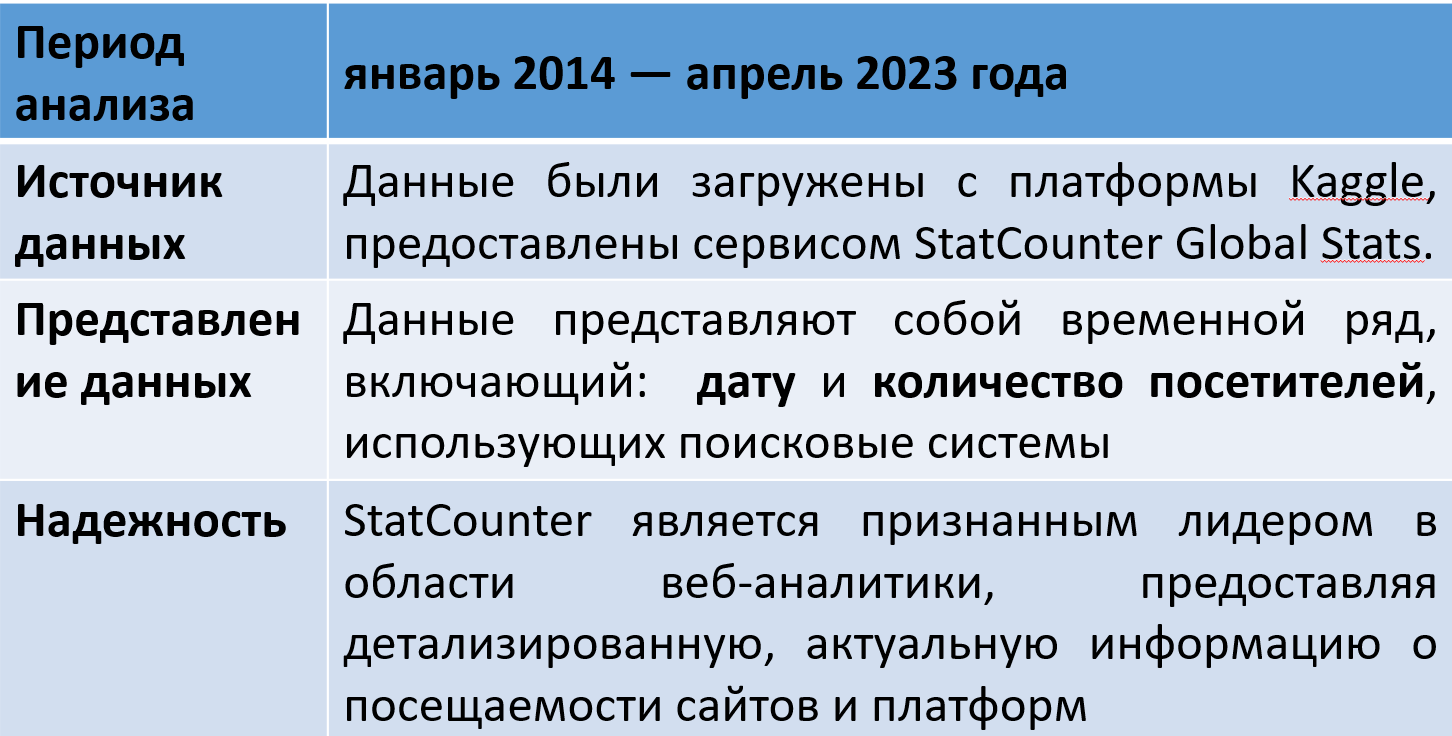 Период
анализа
январь 2014 — апрель 2023 года
Источник
данных
Данные были загружены с платформы Kaggle,
предоставлены сервисом StatCounter Global Stats.
Представлен
ие данных
Данные представляют собой временной ряд,
включающий: дату и количество посетителей,
использующих поисковые системы
Надежность
StatCounter является признанным лидером в
области веб-аналитики, предоставляя
детализированную, актуальную информацию о
посещаемости сайтов и платформ